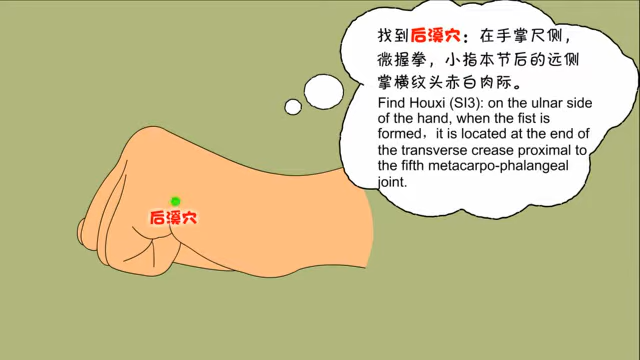 找到后溪穴：在手掌尺侧，
微握拳，小指本节后的远侧
掌横纹头赤白肉际。
Find Houxi (SI3): on the ulnar side
of the hand, when the fist is
formed，it is located at the end of
the transverse crease proximal to
the fifth metacarpo-phalangeal
joint.
后溪穴